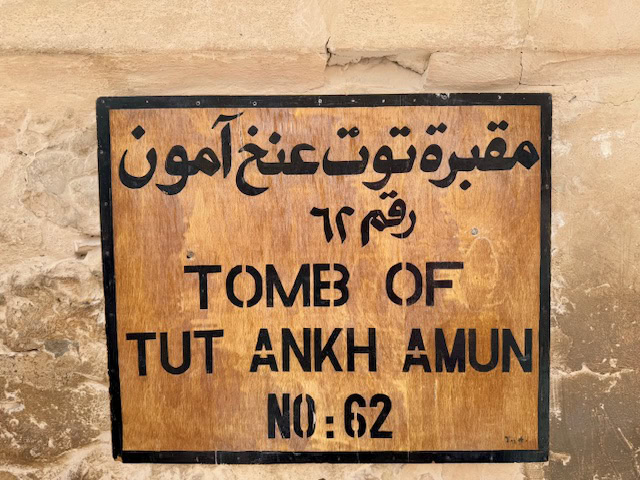 مقبرة توت عنخ آمون
رقم ٦٢
TOMB OF
TUT ANKH AMUN
NO : 62